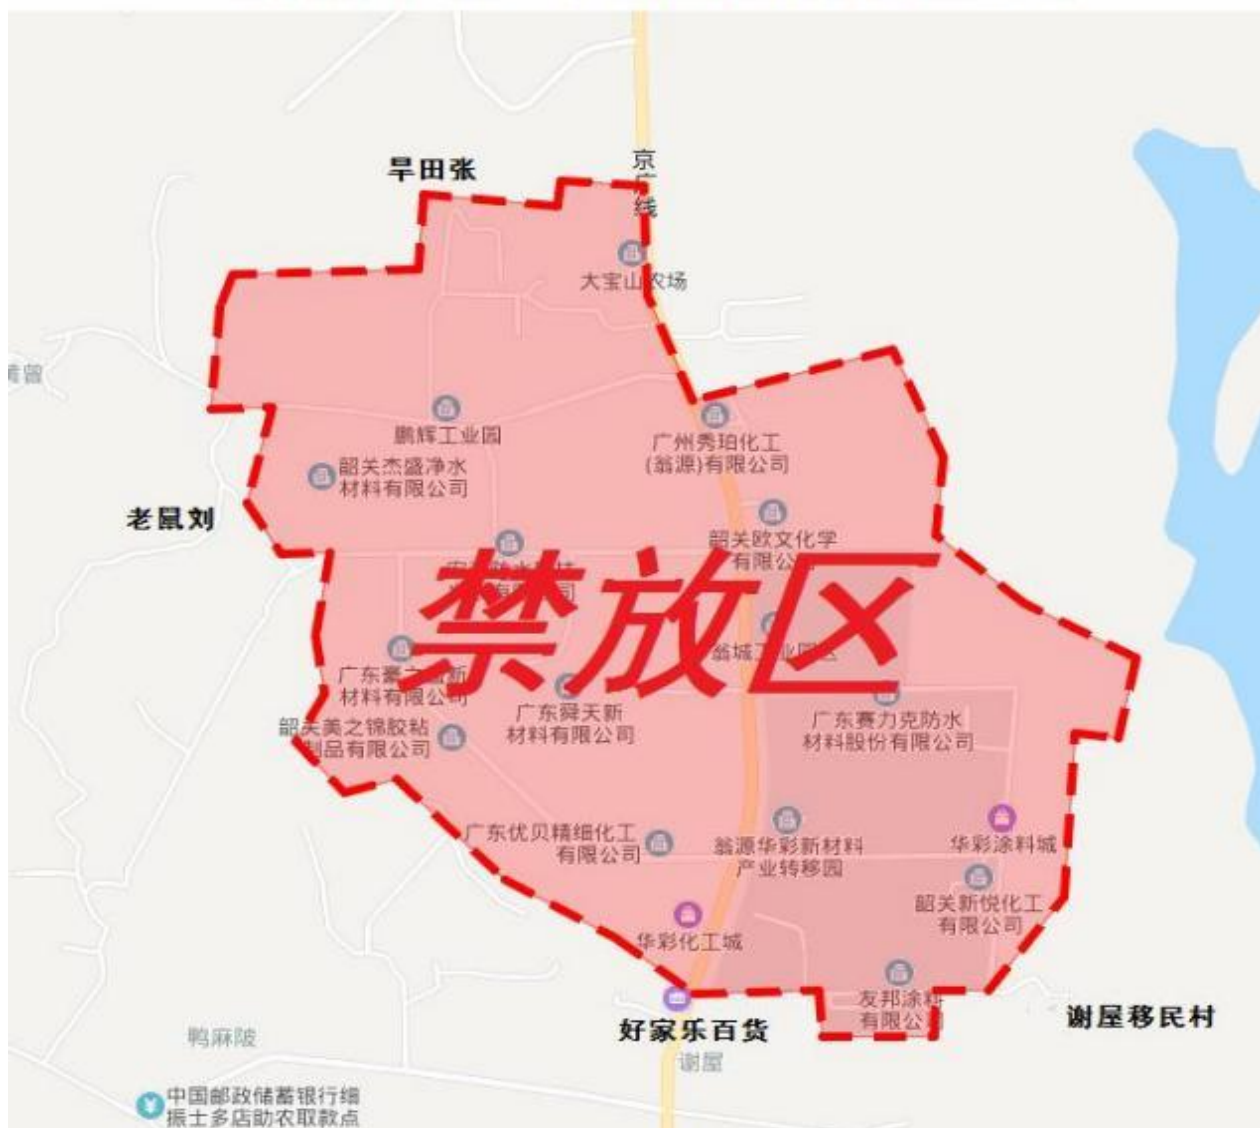 旱田张
京广线
大宝山农场
黄曾
鹏辉工业园
广州秀珀化工
(翁源)有限公司
韶关杰盛净水
材料有限公司
老鼠刘
韶关欧文化学
有限公司
禁放区
翁城工业园区
广东豪之
新
材料有限公司
广东舜天新
材料有限公司
韶关美之锦胶粘
制品有限公司
广东赛力克防水
材料股份有限公司
广东优贝精细化工
有限公司
翁源华彩新材料
产业转移园
华彩涂料城
韶关新悦化工
有限公司
华彩化工城
友邦涂料
有限公司
好家乐百货
谢屋移民村
谢屋
鸭麻陂
中国邮政储蓄银行细
振士多店助农取款点